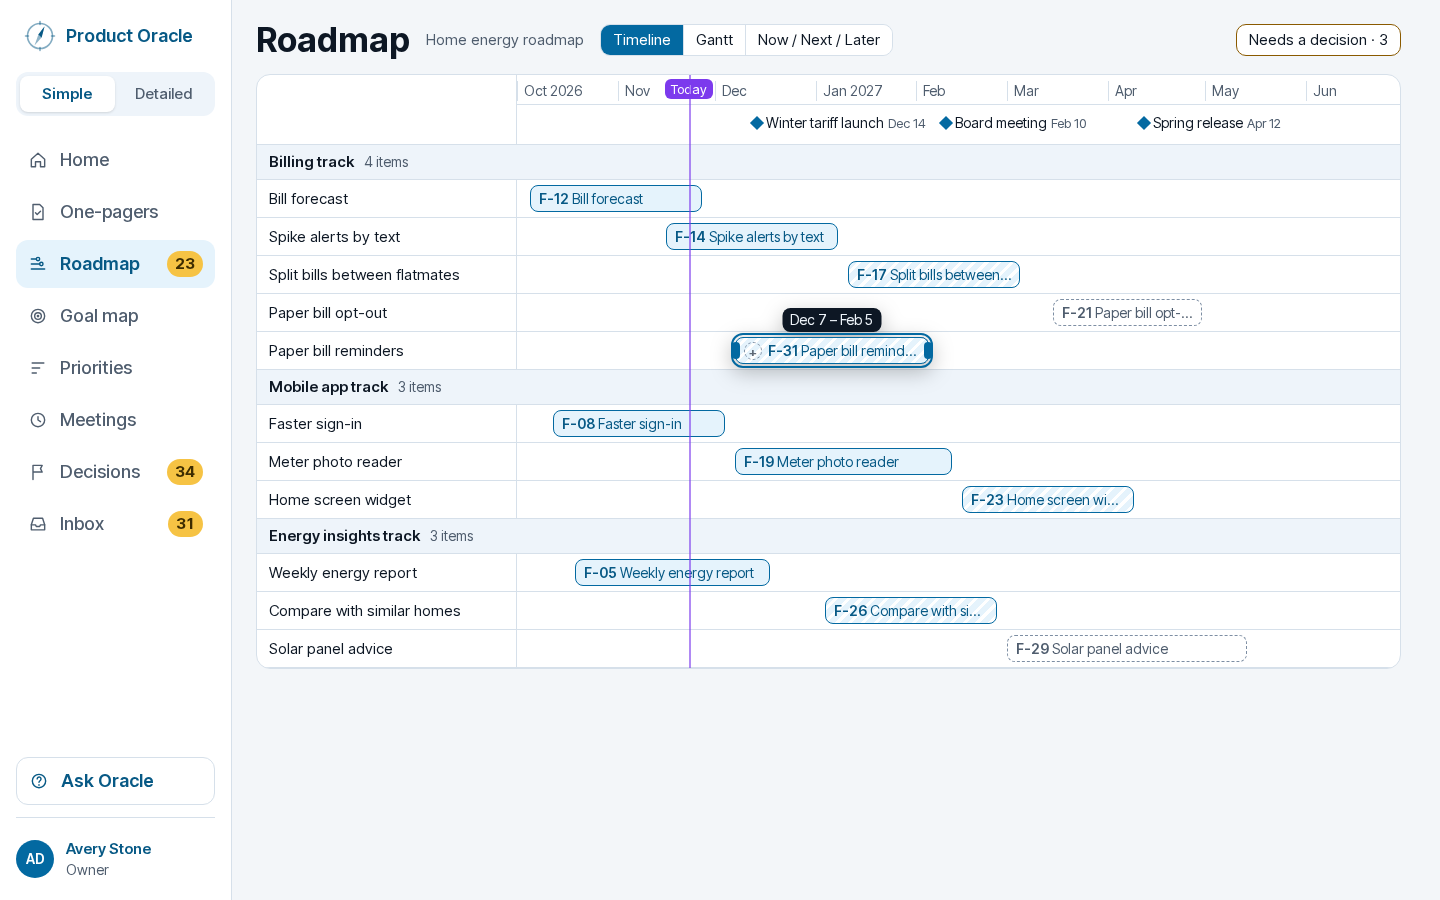 Product Oracle
Simple Detailed
Home
One-pagers
Roadmap 23
Goal map
Priorities
Meetings
Decisions 34
Inbox 31
Ask Oracle
AD
Avery Stone
Owner
Roadmap Home energy roadmap Timeline Gantt Now / Next / Later Needs a decision · 3
Oct 2026 Nov Today Dec Jan 2027 Feb Mar Apr May Jun
Winter tariff launch Dec 14 Board meeting Feb 10 Spring release Apr 12
Billing track 4 items
Bill forecast F-12 Bill forecast
Spike alerts by text F-14 Spike alerts by text
Split bills between flatmates F-17 Split bills between...
Paper bill opt-out F-21 Paper bill opt-...
Dec 7 – Feb 5
Paper bill reminders + F-31 Paper bill remind...
Mobile app track 3 items
Faster sign-in F-08 Faster sign-in
Meter photo reader F-19 Meter photo reader
Home screen widget F-23 Home screen wi...
Energy insights track 3 items
Weekly energy report F-05 Weekly energy report
Compare with similar homes F-26 Compare with si...
Solar panel advice F-29 Solar panel advice